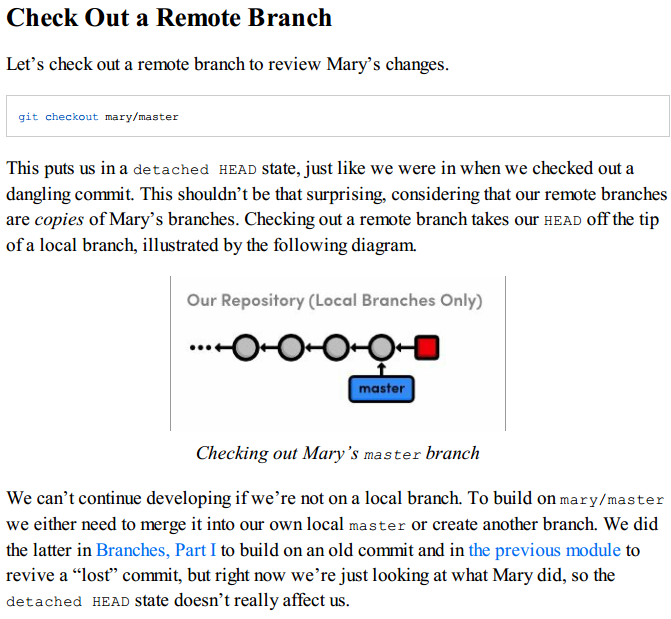 Check Out a Remote Branch
Let’s check out a remote branch to review Mary’s changes.
git checkout mary/master
This puts us in a detached HEAD state, just like we were in when we checked out a
dangling commit. This shouldn’t be that surprising, considering that our remote branches
are copies of Mary’s branches. Checking out a remote branch takes our HEAD off the tip
of a local branch, illustrated by the following diagram.
Our Repository (Local Branches Only)
master
Checking out Mary’s master branch
We can’t continue developing if we’re not on a local branch. To build on mary/master
we either need to merge it into our own local master or create another branch. We did
the latter in Branches, Part I to build on an old commit and in the previous module to
revive a “lost” commit, but right now we’re just looking at what Mary did, so the
detached HEAD state doesn’t really affect us.